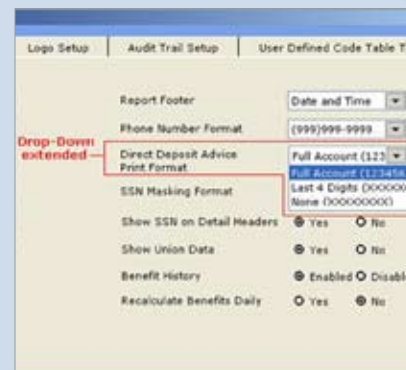 Logo Setup Audit Trail Setup User Defined Code Table T
Report Footer Date and Time
Phone Number Format (999)999-9999
Drop-Down
extended
Direct Deposit Advice
Print Format
Full Account (123
Full Account (123456
Last 4 Digits (XXXXX
None (XXXXXXXXX)
SSN Masking Format
Show SSN on Detail Headers Yes No
Show Union Data Yes No
Benefit History Enabled Disabl
Recalculate Benefits Daily Yes No